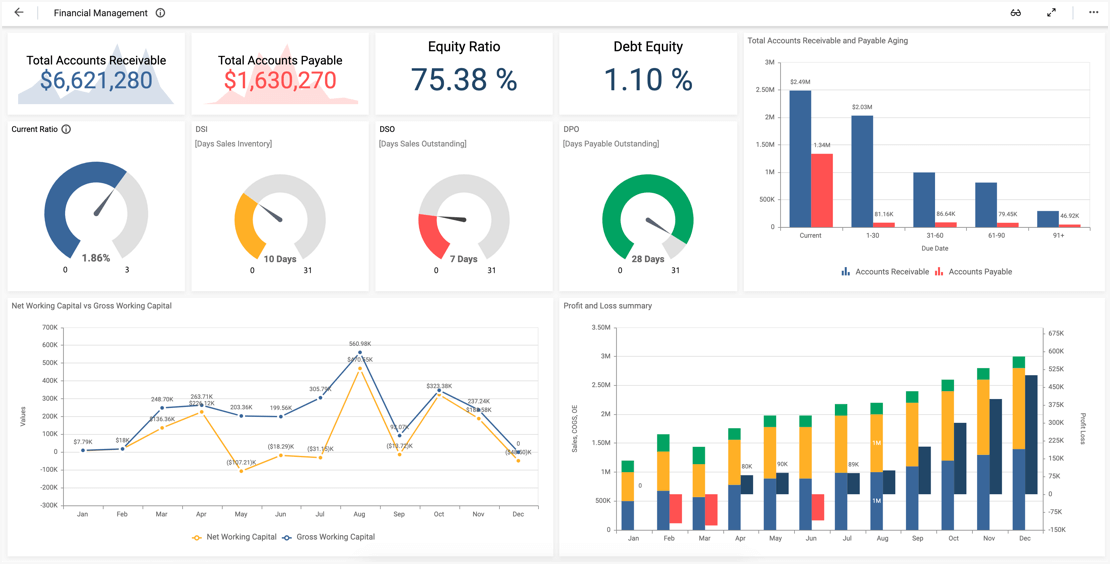 Financial Management
Total Accounts Receivable
$6,621,280
Total Accounts Payable
$1,630,270
Equity Ratio
75.38 %
Debt Equity
1.10 %
Total Accounts Receivable and Payable Aging
3M
2.50M
2M
1.50M
1M
500K
0
$2.49M
1.34M
$2.03M
81.16K
86.64K
79.45K
46.92K
Current
1-30
31-60
61-90
91+
Due Date
Accounts Receivable
Accounts Payable
Current Ratio
1.86%
0
3
DSI
[Days Sales Inventory]
10 Days
0
31
DSO
[Days Sales Outstanding]
7 Days
0
31
DPO
[Days Payable Outstanding]
28 Days
0
31
Net Working Capital vs Gross Working Capital
700K
600K
500K
400K
300K
200K
100K
0
-100K
-200K
-300K
Values
$7.79K
$18K
248.70K
$136.36K
263.71K
203.36K
199.56K
($18.29)K
560.98K
$323.38K
237.24K
0
Jan
Feb
Mar
Apr
May
Jun
Jul
Aug
Sep
Oct
Nov
Dec
Net Working Capital
Gross Working Capital
Profit and Loss summary
3.50M
3M
2.50M
2M
1.50M
1M
500K
0
Sales, COGS, OE
0
80K
90K
89K
1M
1M
675K
600K
525K
450K
375K
300K
225K
150K
75K
0
-75K
-150K
Profit Loss
Jan
Feb
Mar
Apr
May
Jun
Jul
Aug
Sep
Oct
Nov
Dec